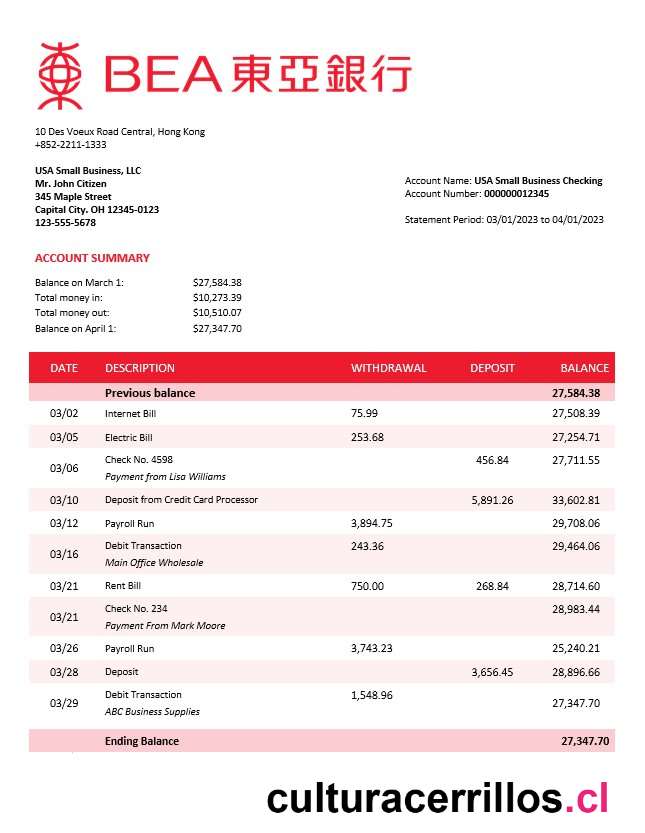 BEA東亞銀行
10 Des Voeux Road Central, Hong Kong
+852-2211-1333
USA Small Business, LLC
Mr. John Citizen
345 Maple Street
Capital City. OH 12345-0123
123-555-5678
Account Name: USA Small Business Checking
Account Number: 000000012345
Statement Period: 03/01/2023 to 04/01/2023
ACCOUNT SUMMARY
Balance on March 1: $27,584.38
Total money in: $10,273.39
Total money out: $10,510.07
Balance on April 1: $27,347.70
DATE DESCRIPTION WITHDRAWAL DEPOSIT BALANCE
Previous balance 27,584.38
03/02 Internet Bill 75.99 27,508.39
03/05 Electric Bill 253.68 27,254.71
03/06 Check No. 4598 456.84 27,711.55
Payment from Lisa Williams
03/10 Deposit from Credit Card Processor 5,891.26 33,602.81
03/12 Payroll Run 3,894.75 29,708.06
03/16 Debit Transaction 243.36 29,464.06
Main Office Wholesale
03/21 Rent Bill 750.00 268.84 28,714.60
03/21 Check No. 234 28,983.44
Payment From Mark Moore
03/26 Payroll Run 3,743.23 25,240.21
03/28 Deposit 3,656.45 28,896.66
03/29 Debit Transaction 1,548.96 27,347.70
ABC Business Supplies
Ending Balance 27,347.70
culturacerrillos.cl